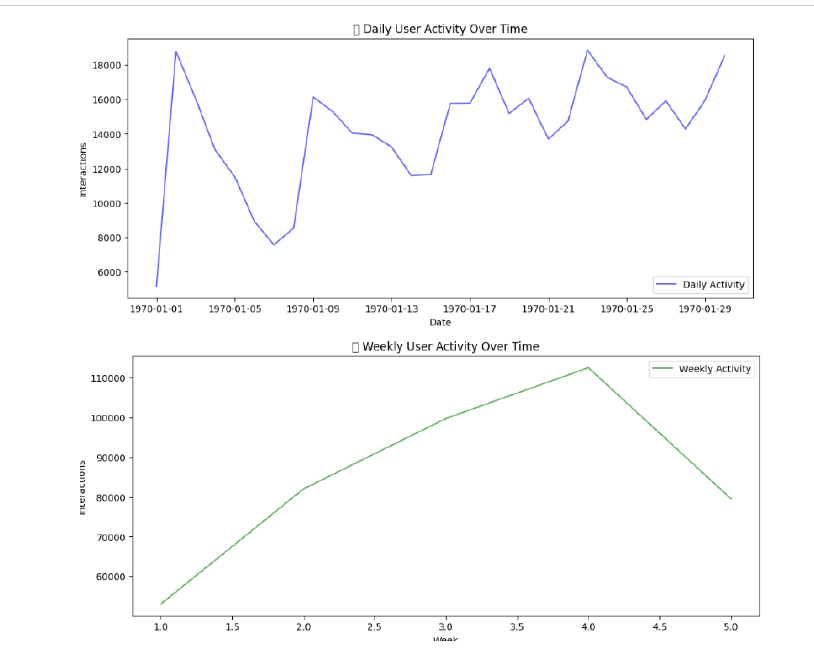 Daily User Activity Over Time
18000
16000
14000
12000
10000
8000
6000
Interactions
Daily Activity
1970-01-01 1970-01-05 1970-01-09 1970-01-13 1970-01-17 1970-01-21 1970-01-25 1970-01-29
Date
Weekly User Activity Over Time
110000
100000
90000
80000
70000
60000
Interactions
Weekly Activity
1.0 1.5 2.0 2.5 3.0 3.5 4.0 4.5 5.0
Week